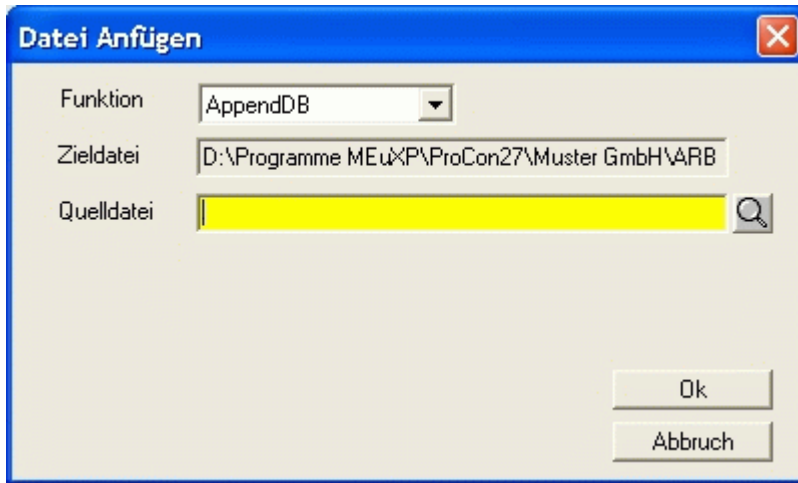 Datei Anfügen
Funktion AppendDB
Zieldatei D:\Programme MEuXP\ProCon27\Muster GmbH\ARB
Quelldatei
Ok
Abbruch